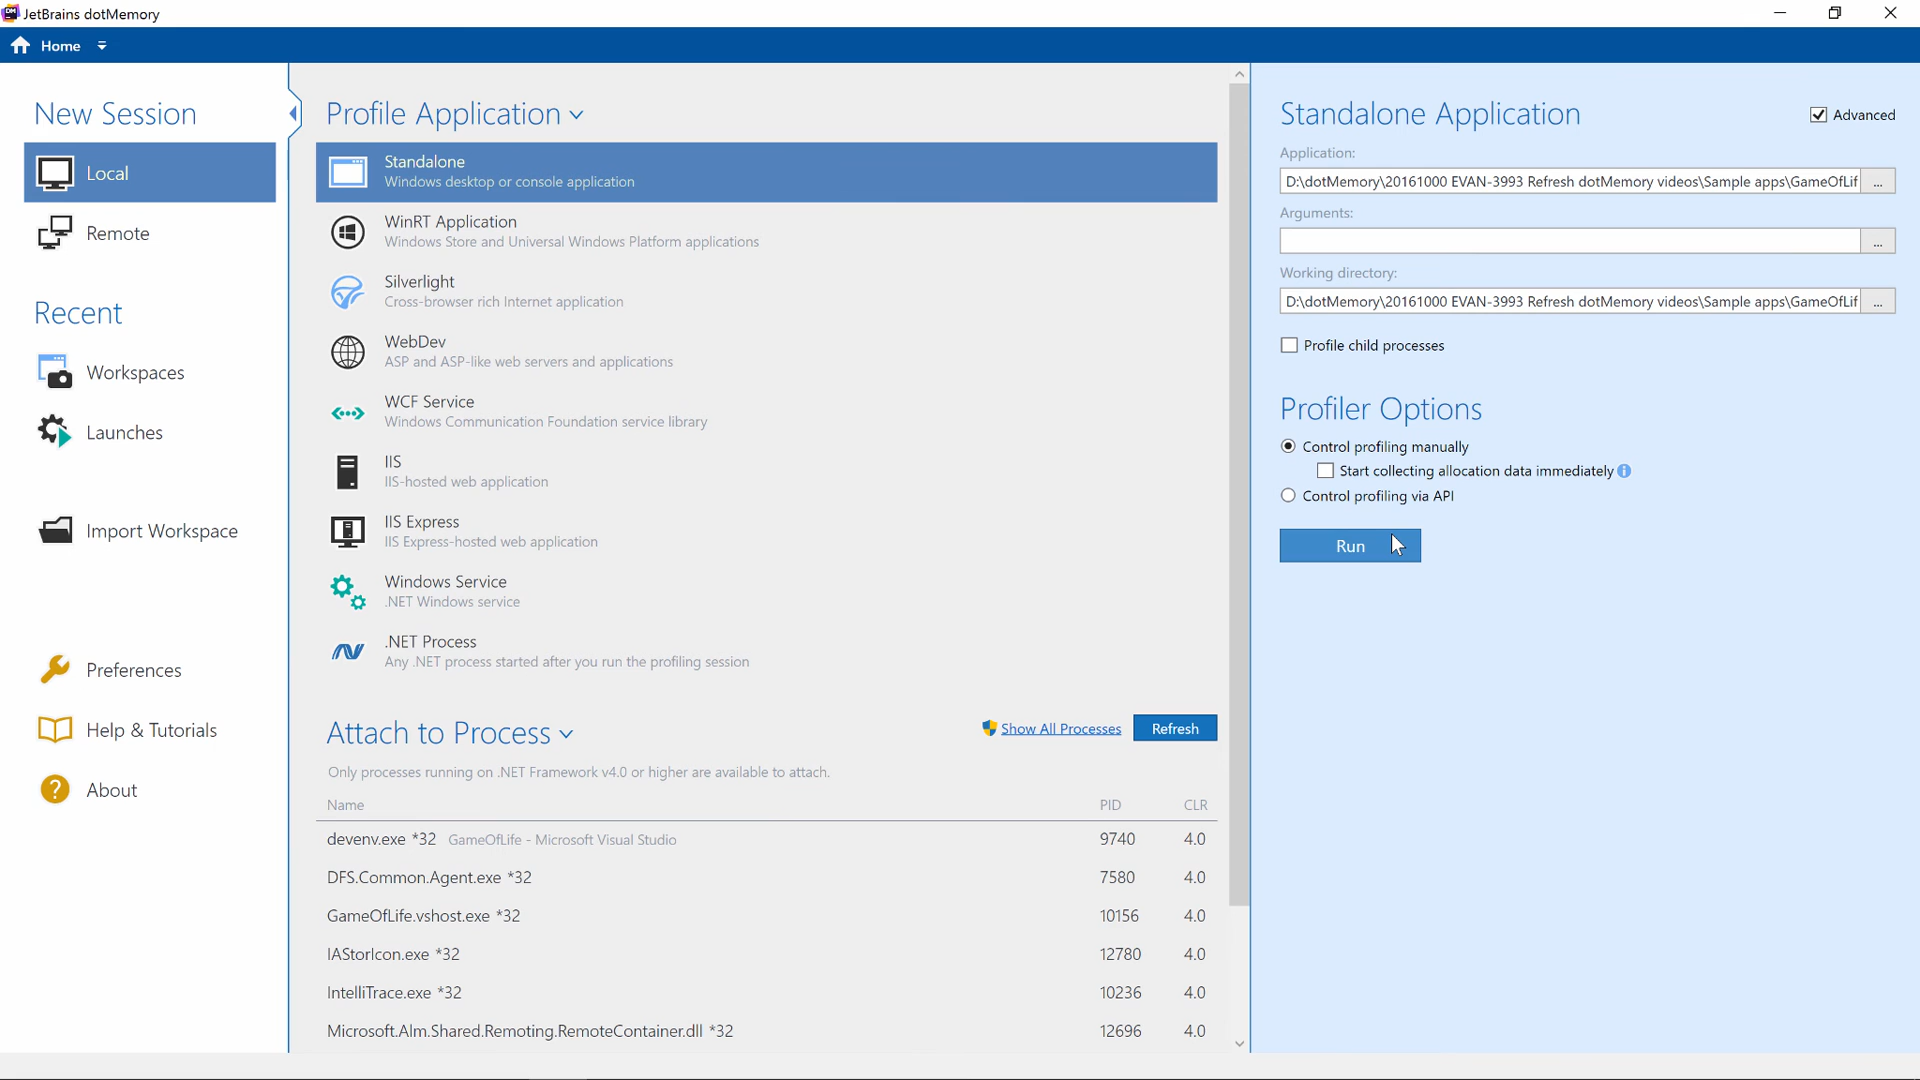 JetBrains dotMemory
Home
New Session
Local
Remote
Recent
Workspaces
Launches
Import Workspace
Preferences
Help & Tutorials
About
Profile Application
Standalone
Windows desktop or console application
WinRT Application
Windows Store and Universal Windows Platform applications
Silverlight
Cross-browser rich Internet application
WebDev
ASP and ASP-like web servers and applications
WCF Service
Windows Communication Foundation service library
IIS
IIS-hosted web application
IIS Express
IIS Express-hosted web application
Windows Service
.NET Windows service
.NET Process
Any .NET process started after you run the profiling session
Attach to Process
Show All Processes
Refresh
Only processes running on .NET Framework v4.0 or higher are available to attach.
Name PID CLR
devenv.exe *32 GameOfLife - Microsoft Visual Studio 9740 4.0
DFS.Common.Agent.exe *32 7580 4.0
GameOfLife.vshost.exe *32 10156 4.0
IAStorIcon.exe *32 12780 4.0
IntelliTrace.exe *32 10236 4.0
Microsoft.Alm.Shared.Remoting.RemoteContainer.dll *32 12696 4.0
Standalone Application
Advanced
Application:
D:\dotMemory\20161000 EVAN-3993 Refresh dotMemory videos\Sample apps\GameOfLif
...
Arguments:
...
Working directory:
D:\dotMemory\20161000 EVAN-3993 Refresh dotMemory videos\Sample apps\GameOfLif
...
Profile child processes
Profiler Options
Control profiling manually
Start collecting allocation data immediately
Control profiling via API
Run